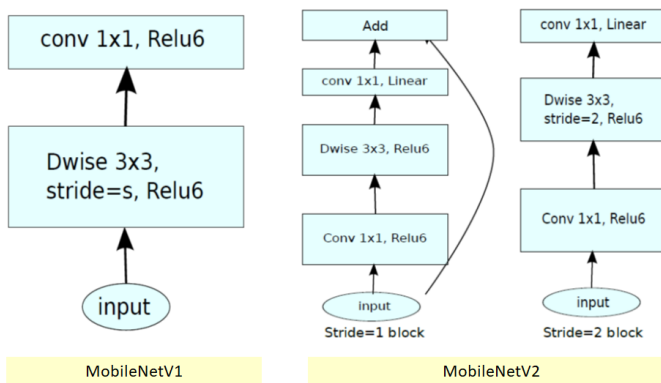 conv 1x1, Relu6
Dwise 3x3,
stride=s, Relu6
input
MobileNetV1
Add
conv 1x1, Linear
Dwise 3x3, Relu6
Conv 1x1, Relu6
input
Stride=1 block
conv 1x1, Linear
Dwise 3x3,
stride=2, Relu6
Conv 1x1, Relu6
input
Stride=2 block
MobileNetV2